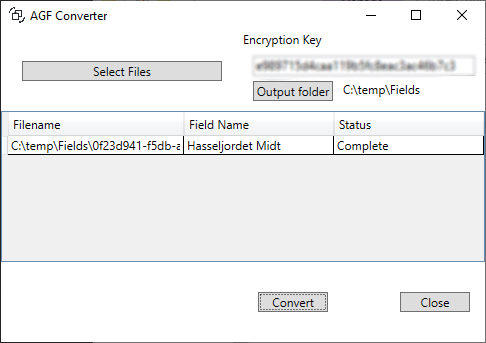 AGF Converter
Encryption Key
Select Files
Output folder
C:\temp\Fields
Filename Field Name Status
C:\temp\Fields\0f23d941-f5db-a Hasseljordet Midt Complete
Convert Close